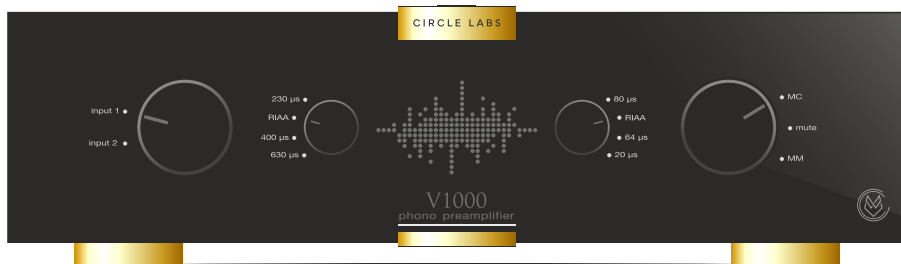 CIRCLE LABS
input 1
input 2
230 µs
RIAA
400 µs
630 µs
80 µs
RIAA
64 µs
20 µs
MC
mute
MM
V1000
phono preamplifier